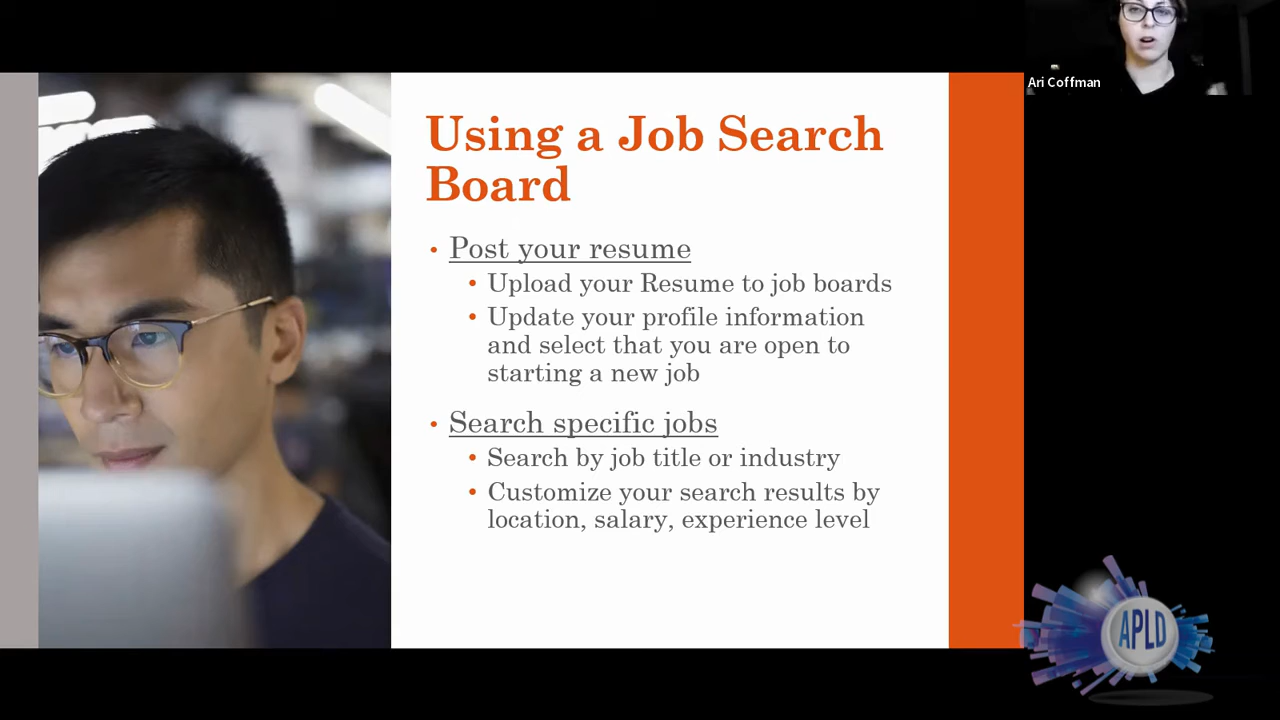 Ari Coffman
Using a Job Search
Board
• Post your resume
• Upload your Resume to job boards
• Update your profile information
and select that you are open to
starting a new job
• Search specific jobs
• Search by job title or industry
• Customize your search results by
location, salary, experience level
APLD